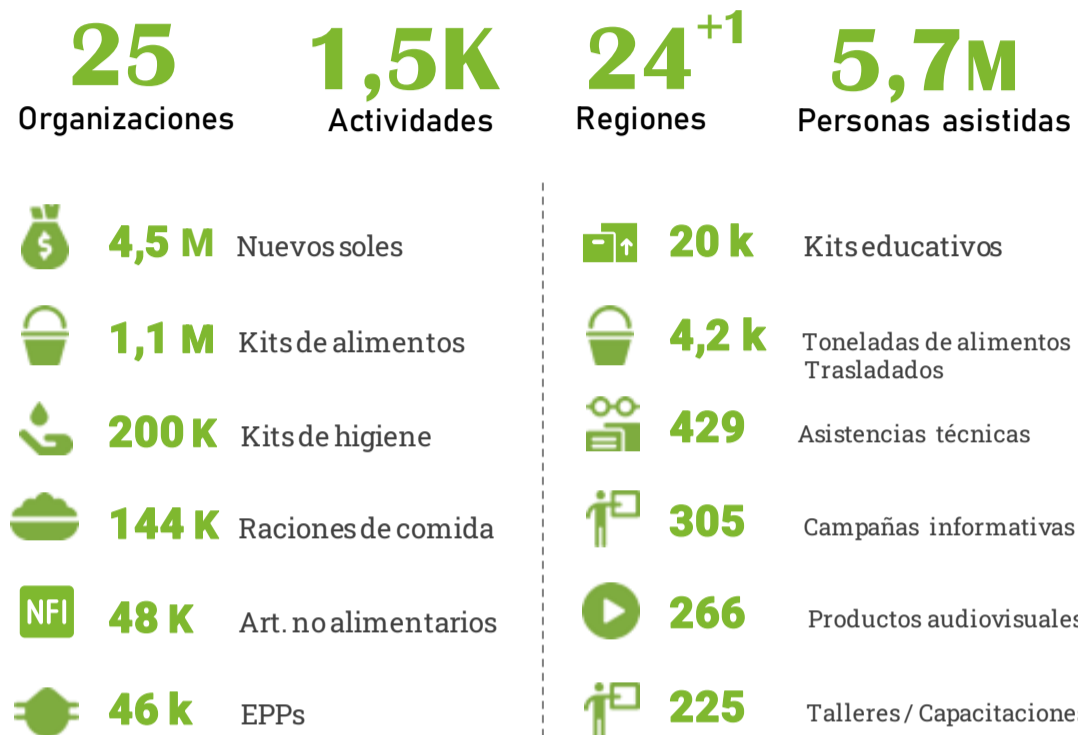 25
Organizaciones
1,5K
Actividades
24+1
Regiones
5,7M
Personas asistidas
$
4,5 M Nuevos soles
1,1 M Kits de alimentos
200 K Kits de higiene
144 K Raciones de comida
NFI 48 K Art. no alimentarios
46 k EPPs
20 k Kits educativos
4,2 k Toneladas de alimentos
Trasladados
429 Asistencias técnicas
305 Campañas informativas
266 Productos audiovisuales
225 Talleres / Capacitacione